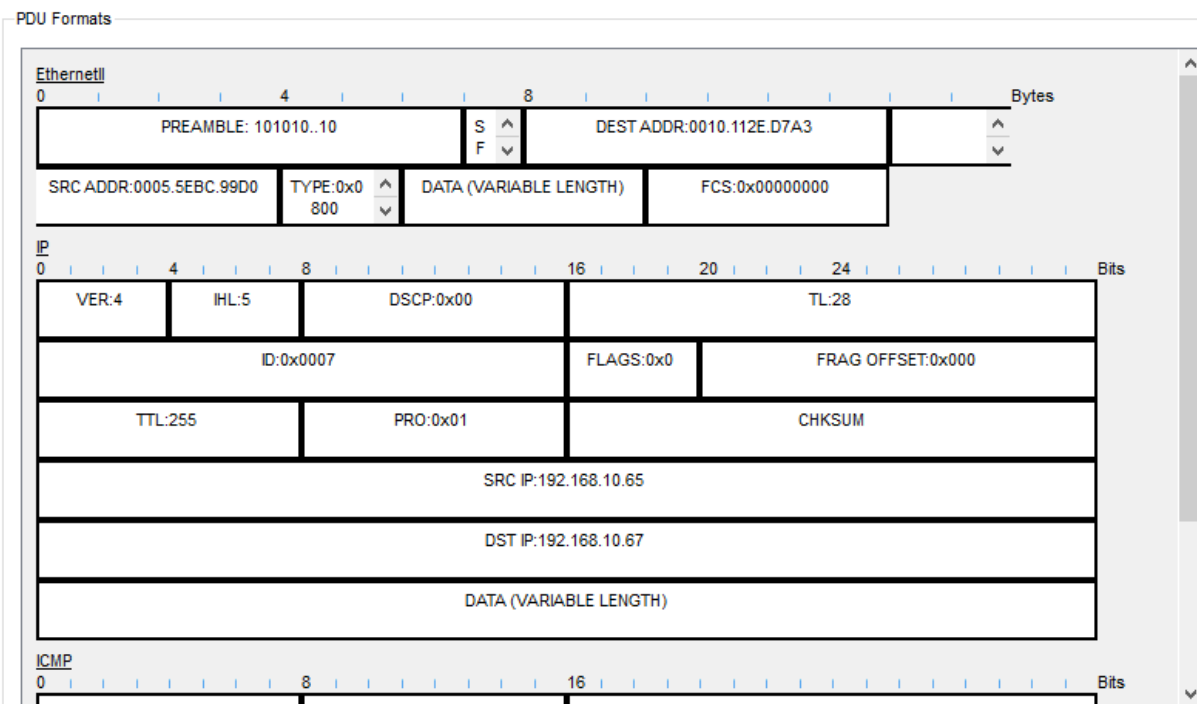 PDU Formats
EthernetII
0 4 8 Bytes
PREAMBLE: 101010..10 SF DEST ADDR:0010.112E.D7A3
SRC ADDR:0005.5EBC.99D0 TYPE:0x0800 DATA (VARIABLE LENGTH) FCS:0x00000000
IP
0 4 8 16 20 24 Bits
VER:4 IHL:5 DSCP:0x00 TL:28
ID:0x0007 FLAGS:0x0 FRAG OFFSET:0x000
TTL:255 PRO:0x01 CHKSUM
SRC IP:192.168.10.65
DST IP:192.168.10.67
DATA (VARIABLE LENGTH)
ICMP
0 8 16 Bits